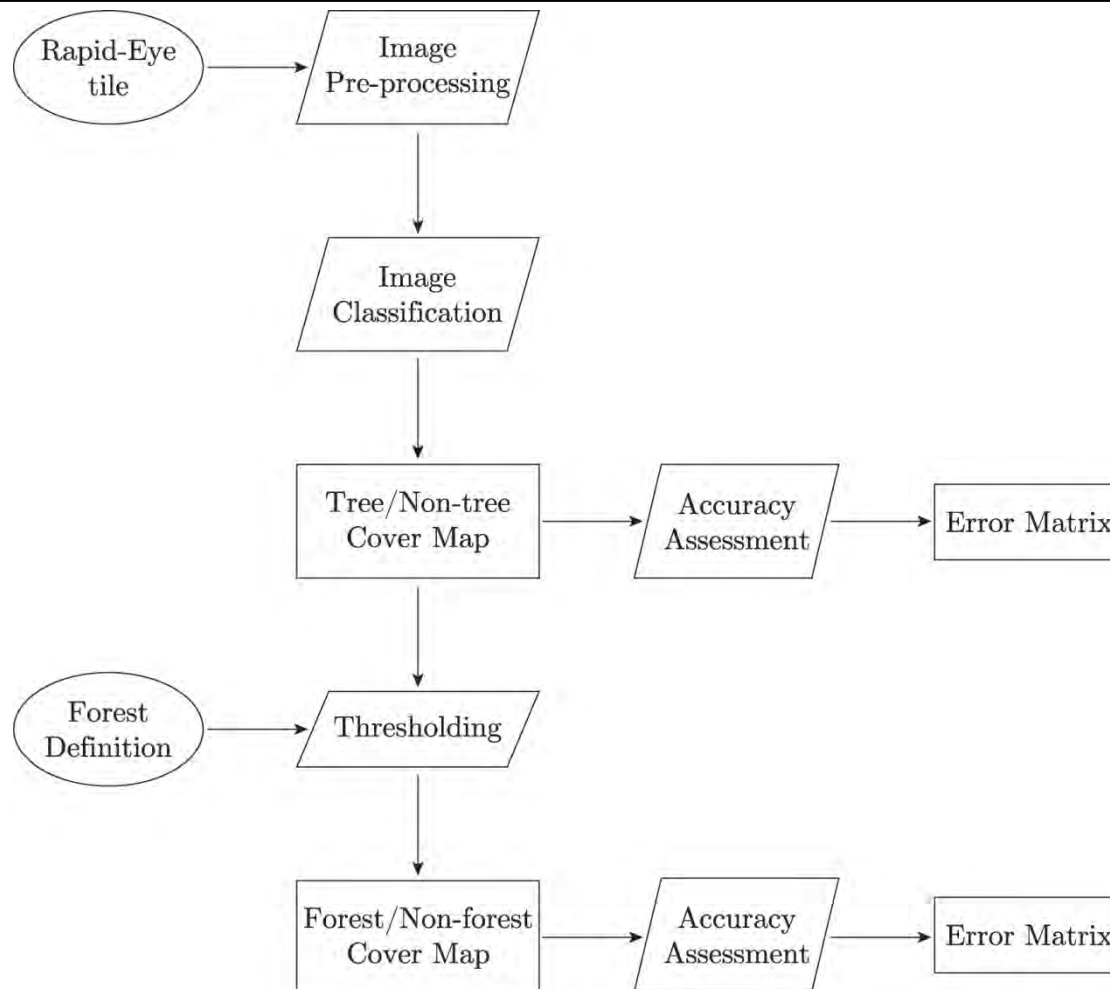 Rapid-Eye
tile
Image
Pre-processing
Image
Classification
Tree/Non-tree
Cover Map
Accuracy
Assessment
Error Matrix
Forest
Definition
Thresholding
Forest/Non-forest
Cover Map
Accuracy
Assessment
Error Matrix